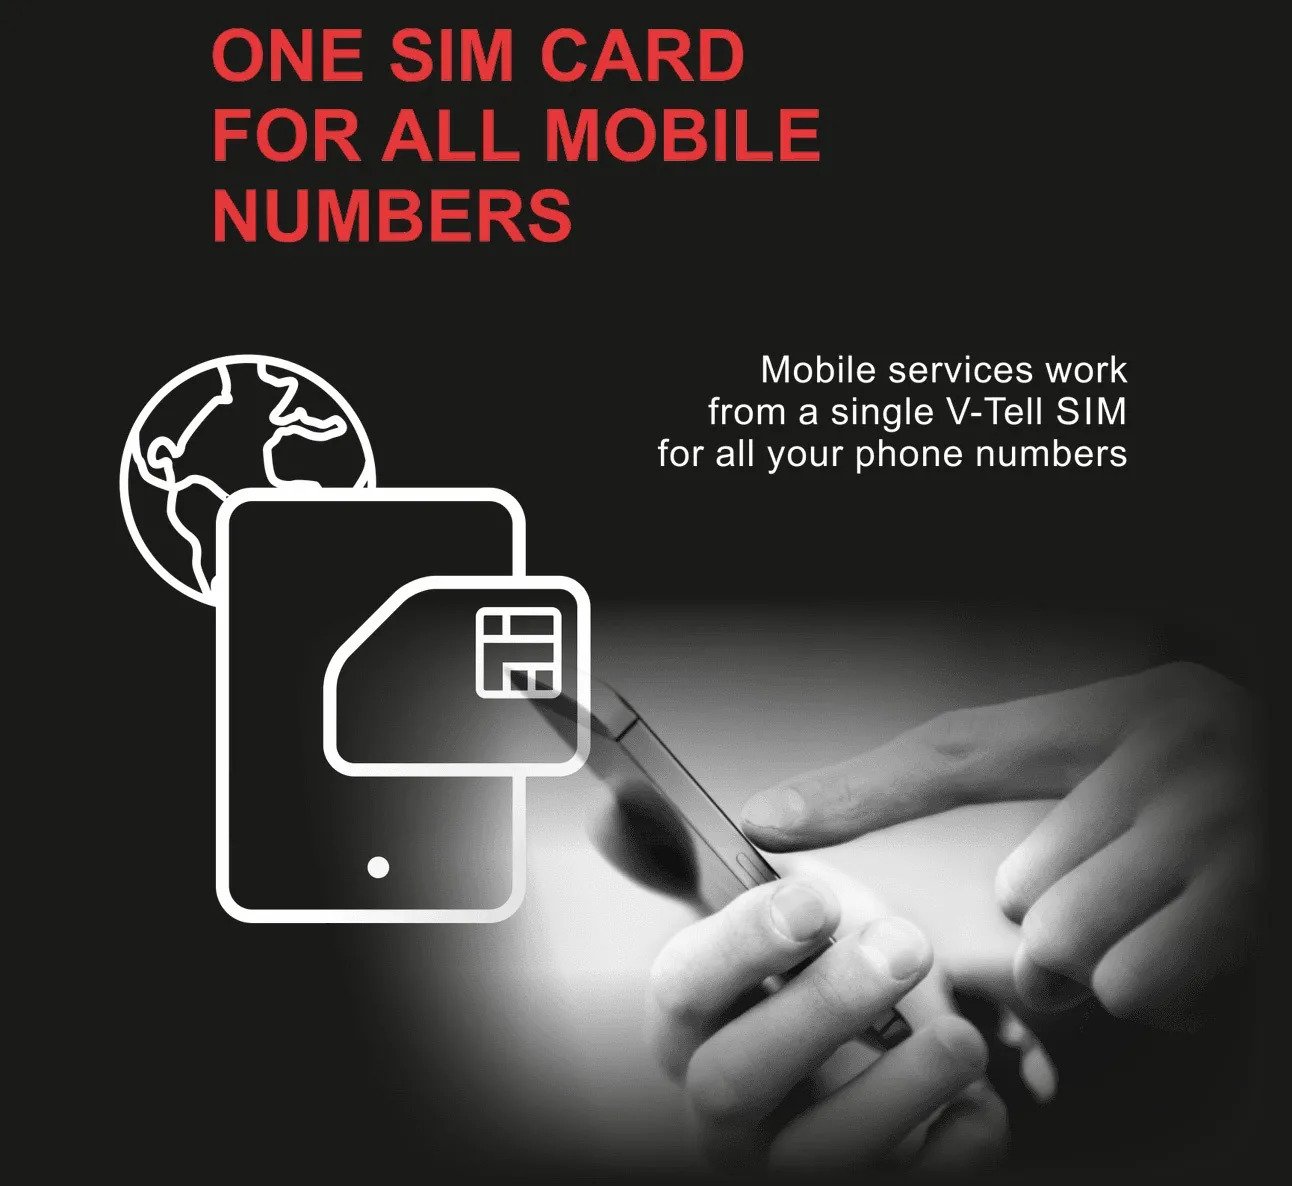 ONE SIM CARD
FOR ALL MOBILE
NUMBERS
Mobile services work
from a single V-Tell SIM
for all your phone numbers